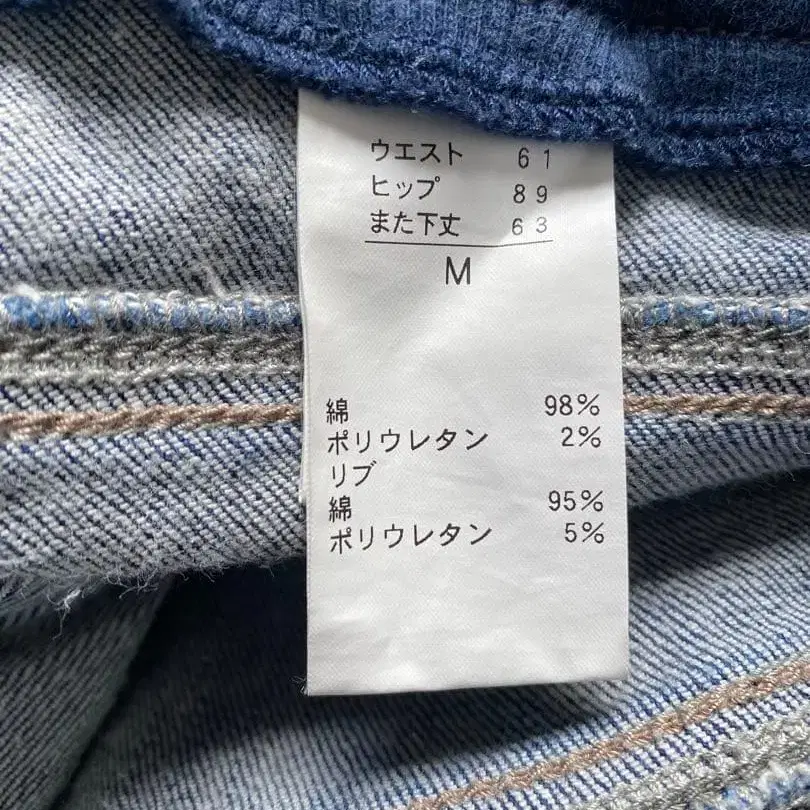 ウエスト 61
ヒップ 89
また下丈 63
M
綿 98%
ポリウレタン 2%
リブ
綿 95%
ポリウレタン 5%